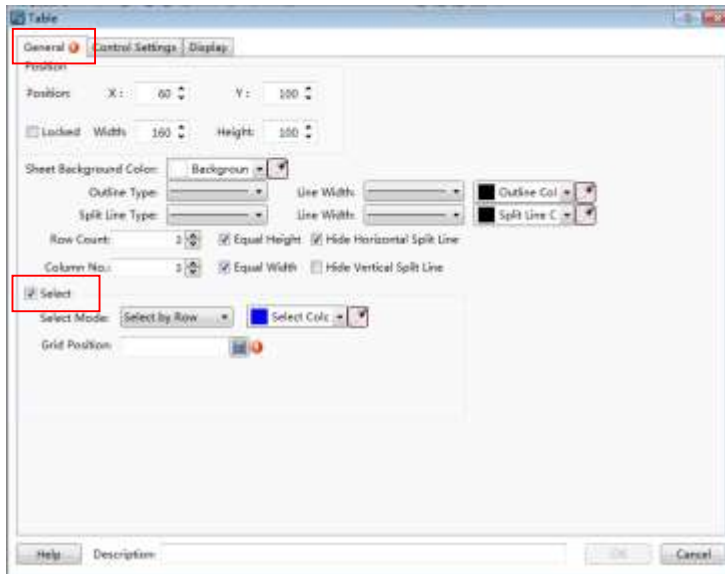 Table
General Control Settings Display
Position
Position: X: 60 Y: 100
Locked Width: 160 Height: 100
Sheet Background Color: Backgroun
Outline Type: Line Width: Outline Col
Split Line Type: Line Width: Split Line C
Row Count: 3 Equal Height Hide Horizontal Split Line
Column No.: 3 Equal Width Hide Vertical Split Line
Select
Select Mode: Select by Row Select Colc
Grid Position:
Help Description: OK Cancel